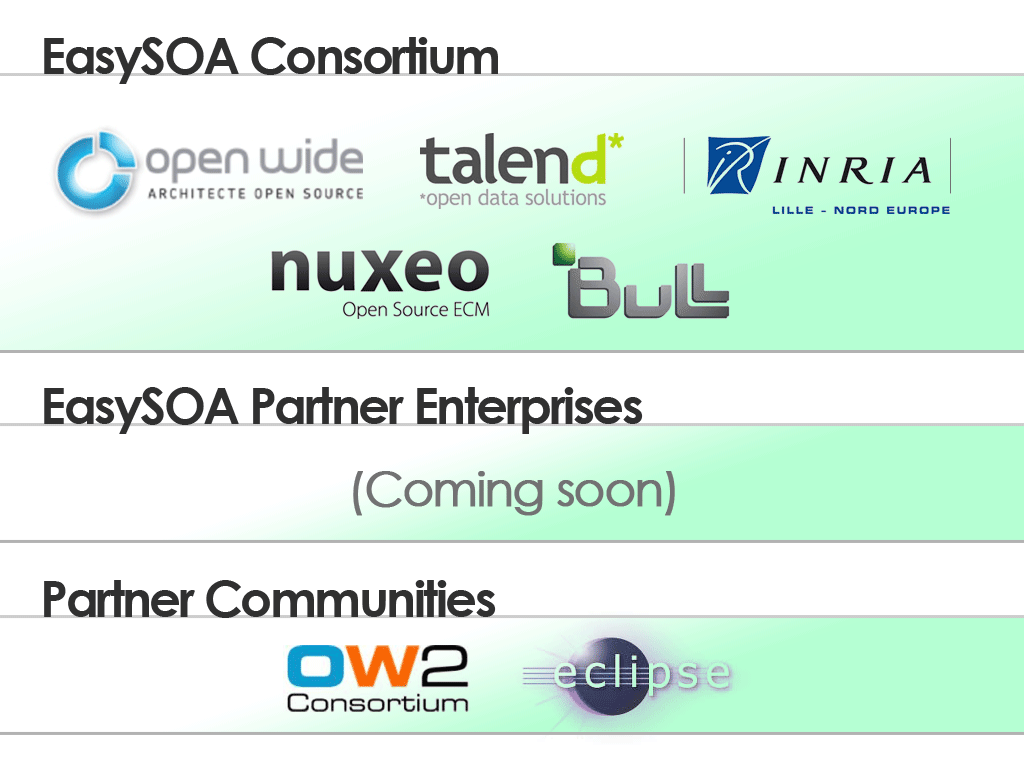 EasySOA Consortium
open wide
ARCHITECTE OPEN SOURCE
talend*
*open data solutions
INRIA
LILLE - NORD EUROPE
nuxeo
Open Source ECM
Bull
EasySOA Partner Enterprises
(Coming soon)
Partner Communities
OW2
Consortium
eclipse